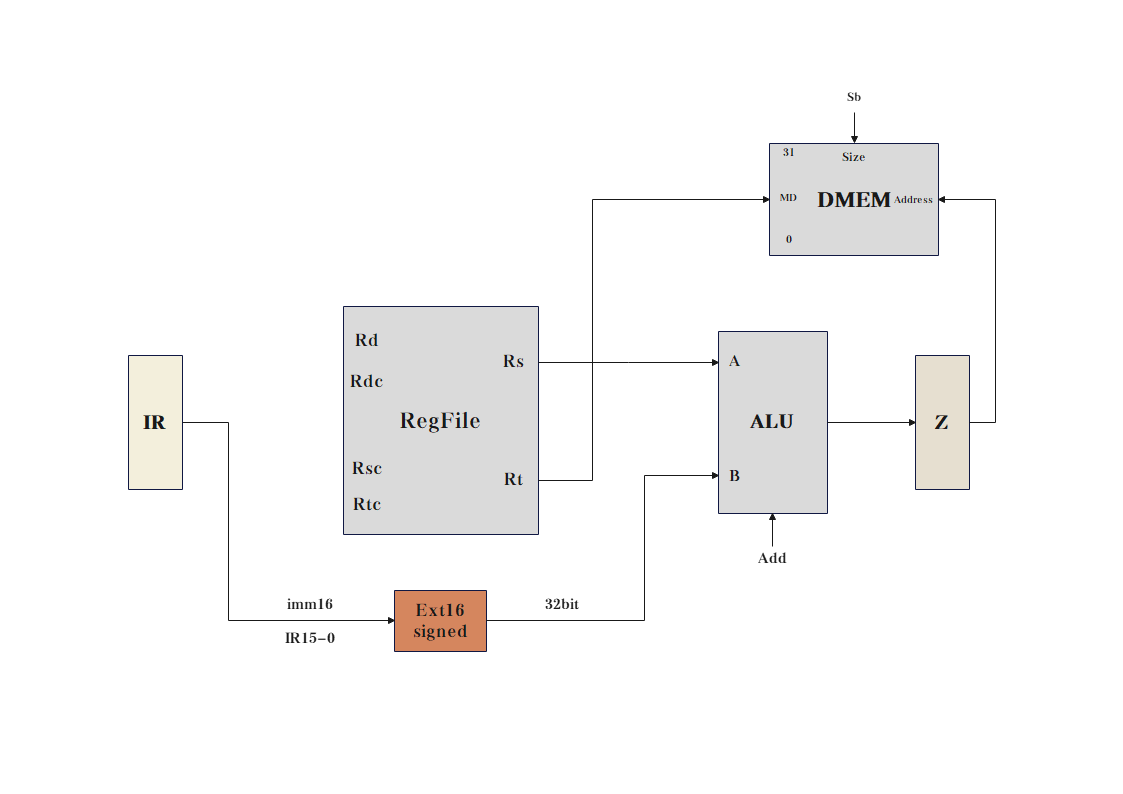 Sb
31
Size
MD
DMEM
Address
0
Rd
Rs
A
Rdc
IR
RegFile
ALU
Z
Rsc
Rt
B
Rtc
Add
imm16
Ext16
signed
32bit
IR15-0